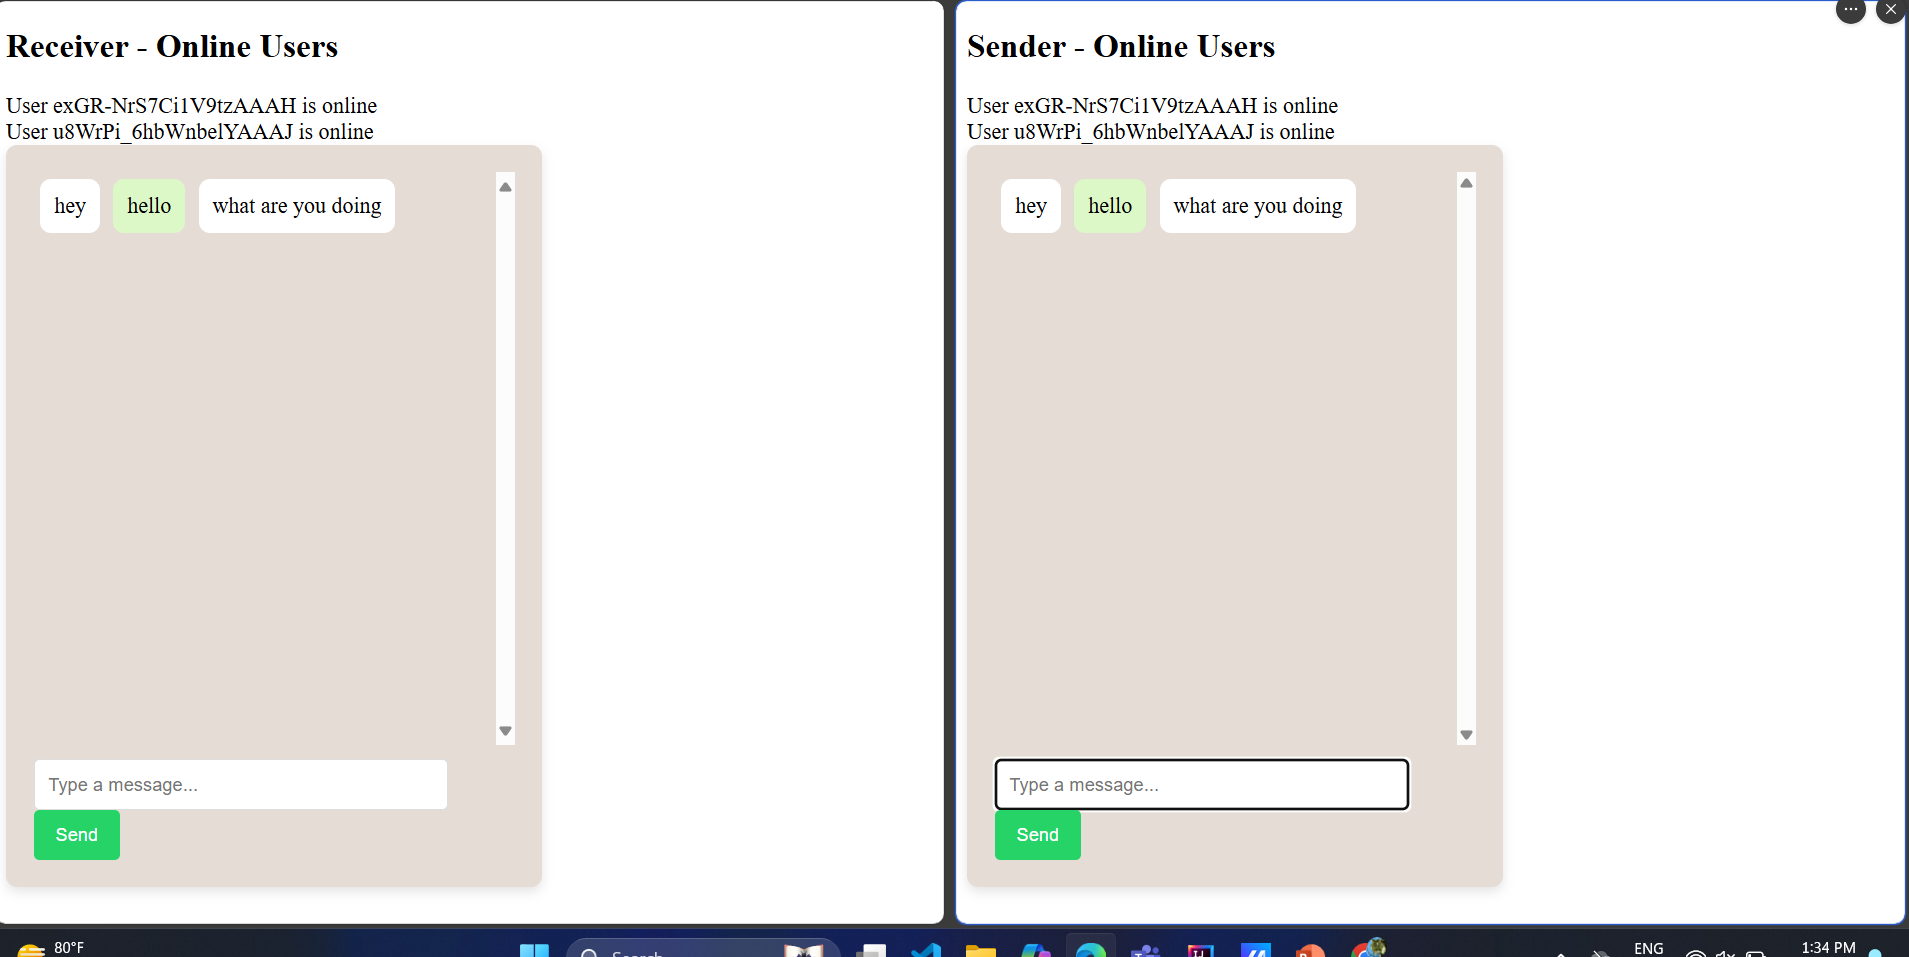 Receiver - Online Users
User exGR-NrS7Ci1V9tzAAAH is online
User u8WrPi_6hbWnbelYAAAJ is online
hey
hello
what are you doing
Type a message...
Send
Sender - Online Users
User exGR-NrS7Ci1V9tzAAAH is online
User u8WrPi_6hbWnbelYAAAJ is online
hey
hello
what are you doing
Type a message...
Send
80°F
Search
ENG
1:34 PM